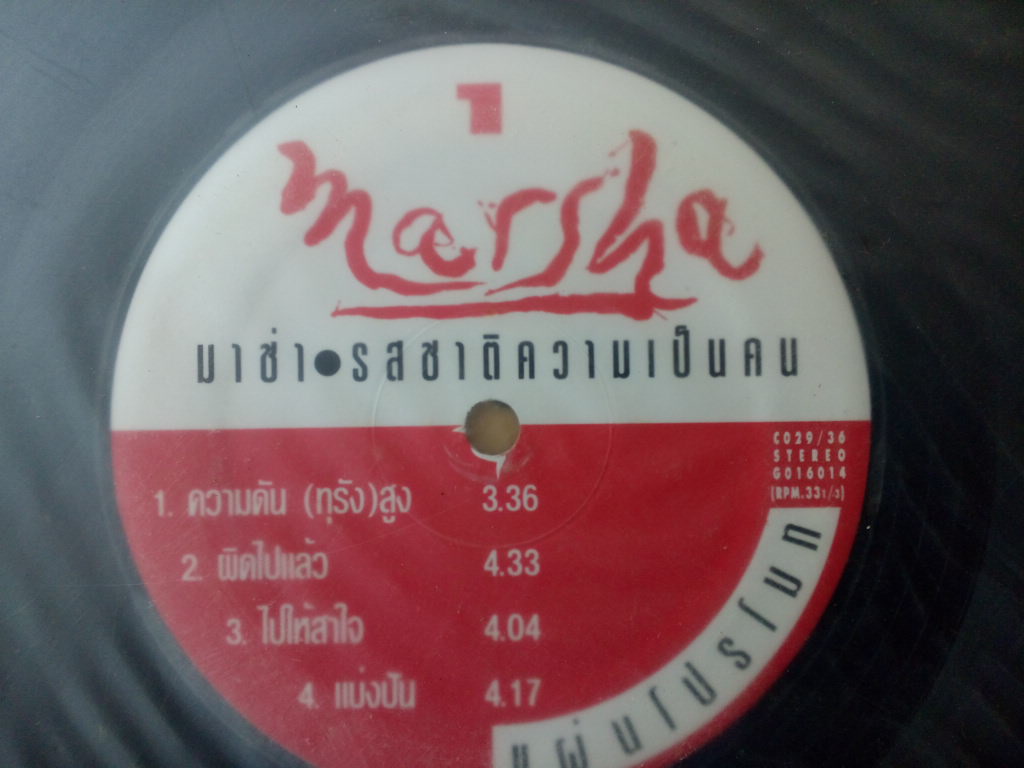 1
marsha
มาช่า●รสชาติความเป็นคน
C029/36
STEREO
G016014
(RPM.33 1/3)
1. ความดัน (ทุรัง)สูง 3.36
2. ผิดไปแล้ว 4.33
3. ไปให้สาใจ 4.04
4. แบ่งปัน 4.17
แผ่นโปรโมท